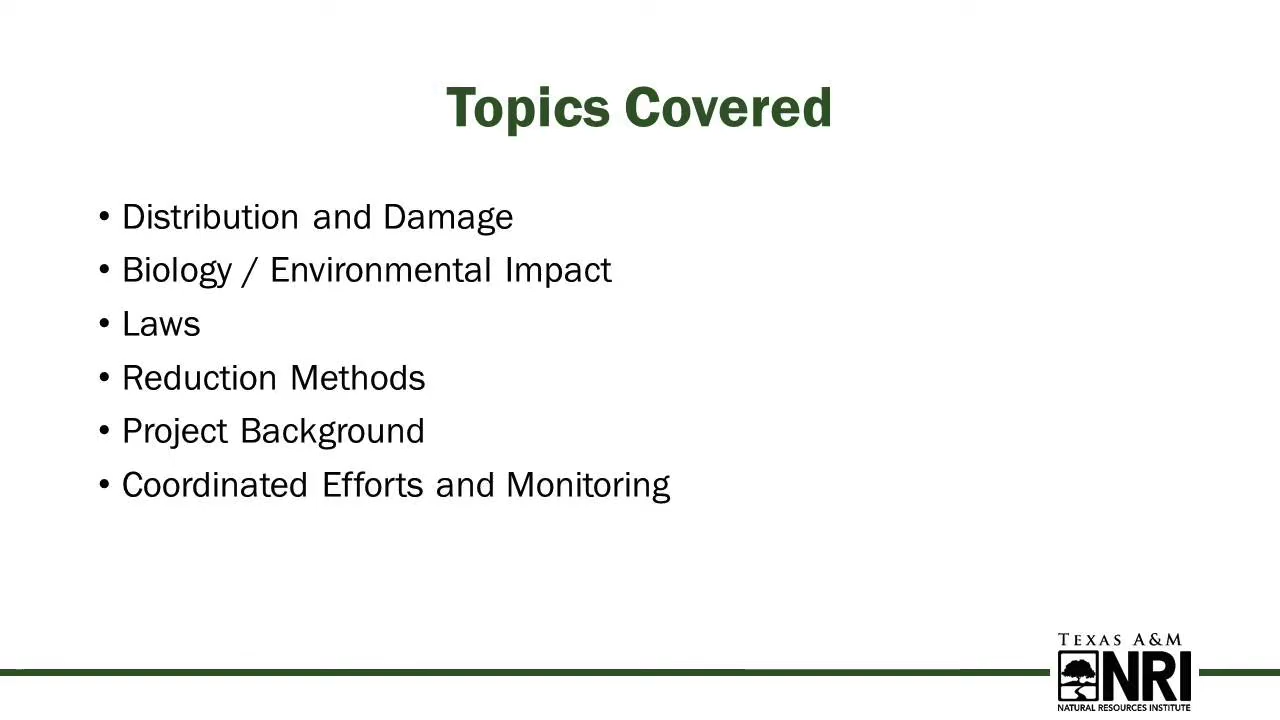 Topics Covered
• Distribution and Damage
• Biology / Environmental Impact
• Laws
• Reduction Methods
• Project Background
• Coordinated Efforts and Monitoring
TEXAS A&M
NRI
NATURAL RESOURCES INSTITUTE